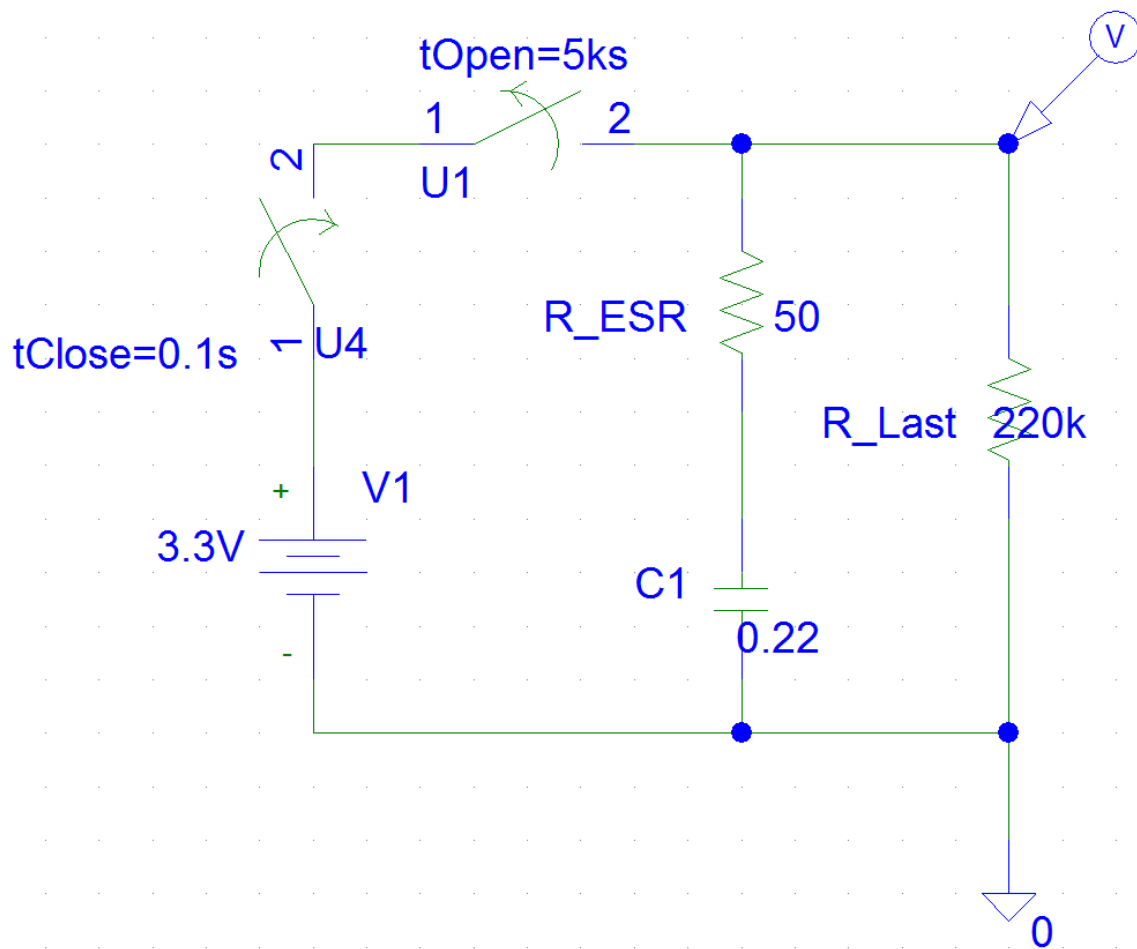 V
tOpen=5ks
1
2
U1
2
1
U4
tClose=0.1s
R_ESR
50
R_Last
220k
+
V1
3.3V
-
C1
0.22
0